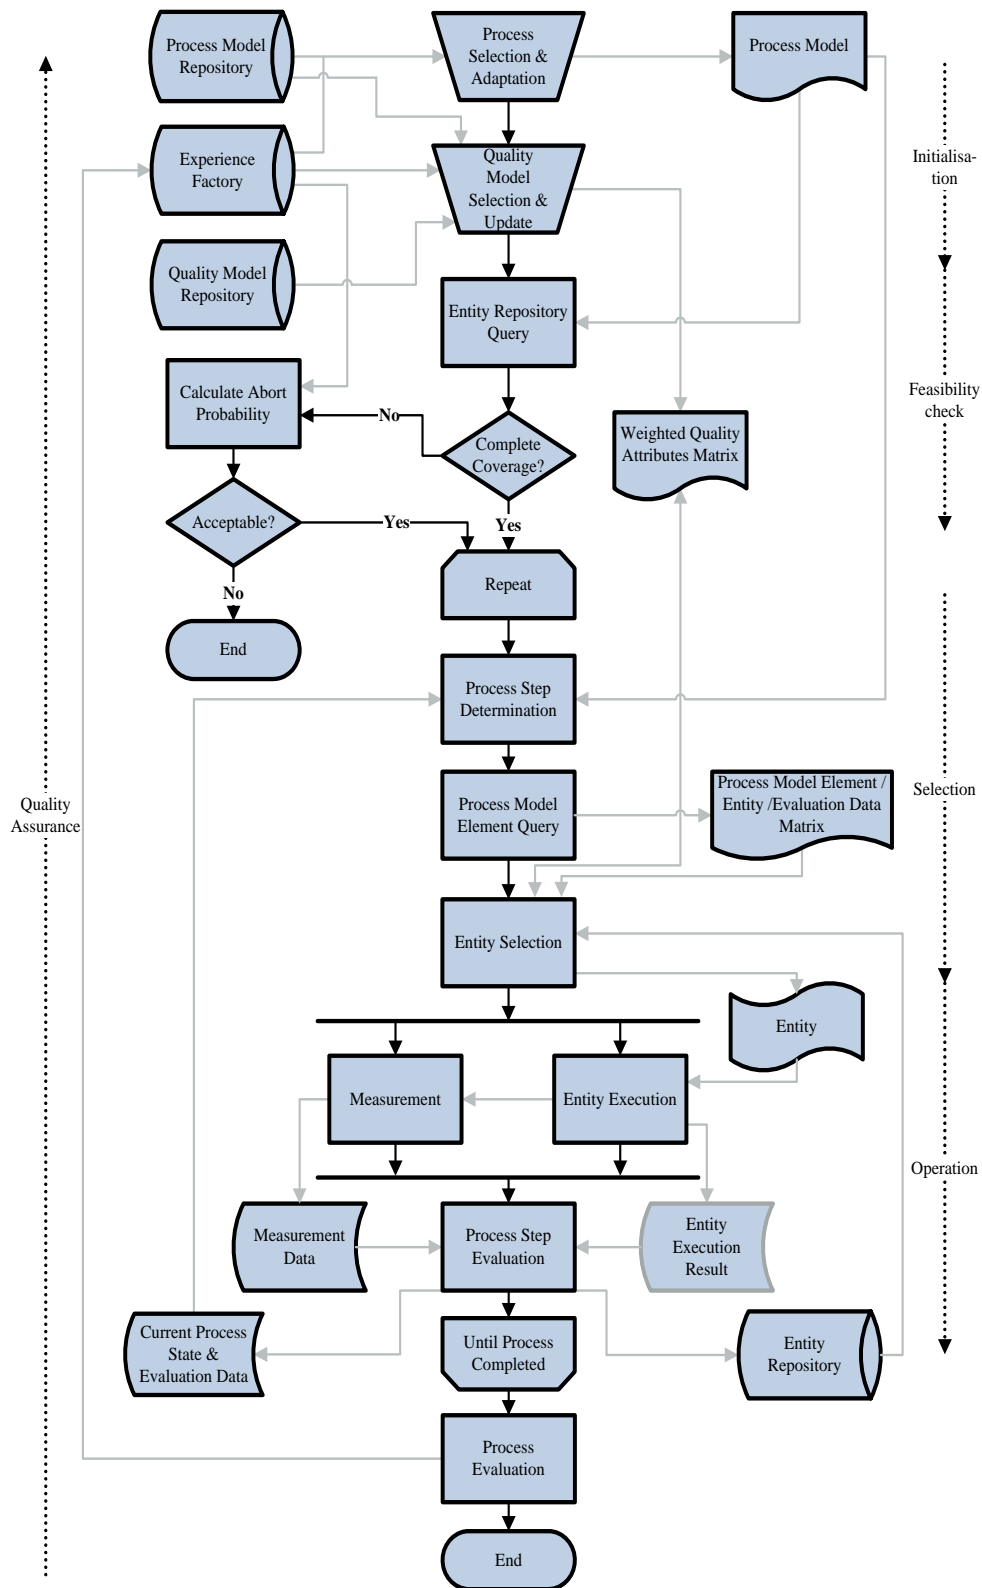 Process Model
Repository
Process
Selection &
Adaptation
Process Model
Experience
Factory
Quality
Model
Selection &
Update
Initialisa-
tion
Quality Model
Repository
Entity Repository
Query
Calculate Abort
Probability
No
Complete
Coverage?
Weighted Quality
Attributes Matrix
Feasibility
check
Acceptable?
Yes
Yes
No
Repeat
End
Process Step
Determination
Quality
Assurance
Process Model
Element Query
Process Model Element /
Entity /Evaluation Data
Matrix
Selection
Entity Selection
Entity
Measurement
Entity Execution
Operation
Measurement
Data
Process Step
Evaluation
Entity
Execution
Result
Current Process
State &
Evaluation Data
Until Process
Completed
Entity
Repository
Process
Evaluation
End